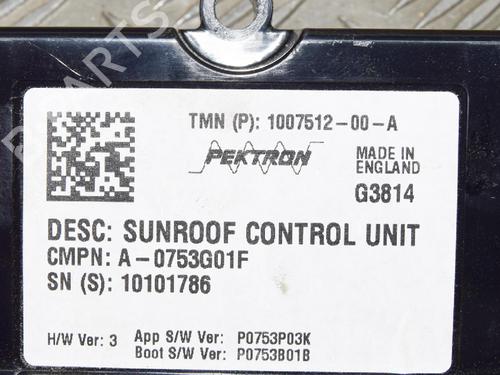 TMN (P): 1007512-00-A
PEKTRON
MADE IN
ENGLAND
G3814
DESC: SUNROOF CONTROL UNIT
CMPN: A-0753G01F
SN (S): 10101786
H/W Ver: 3 App S/W Ver: P0753P03K
Boot S/W Ver: P0753B01B